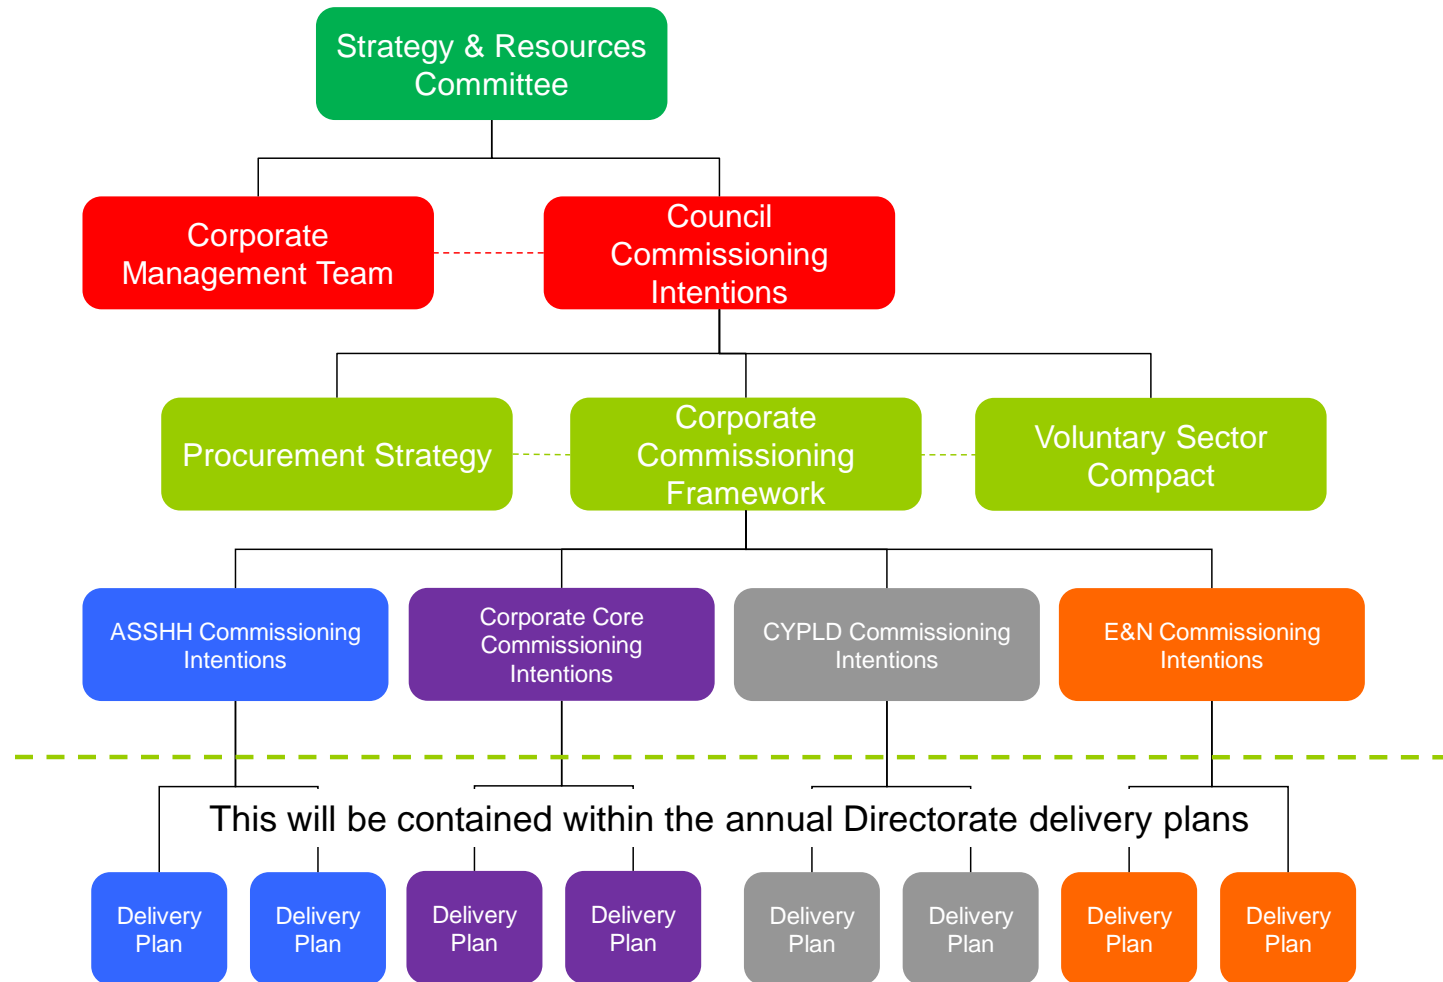 Strategy & Resources
Committee
Corporate
Management Team
Council
Commissioning
Intentions
Procurement Strategy
Corporate
Commissioning
Framework
Voluntary Sector
Compact
ASSHH Commissioning
Intentions
Corporate Core
Commissioning
Intentions
CYPLD Commissioning
Intentions
E&N Commissioning
Intentions
This will be contained within the annual Directorate delivery plans
Delivery
Plan
Delivery
Plan
Delivery
Plan
Delivery
Plan
Delivery
Plan
Delivery
Plan
Delivery
Plan
Delivery
Plan